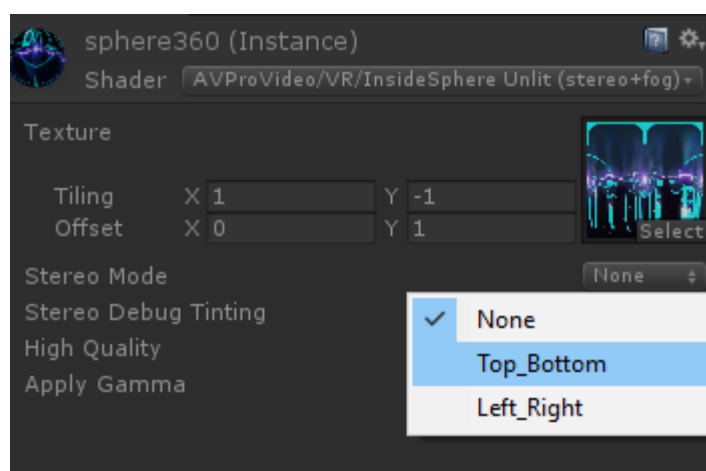 sphere360 (Instance)
Shader AVProVideo/VR/InsideSphere Unlit (stereo+fog)
Texture
Tiling X 1 Y -1
Offset X 0 Y 1
Select
Stereo Mode None
Stereo Debug Tinting
None
High Quality
Top_Bottom
Apply Gamma
Left_Right